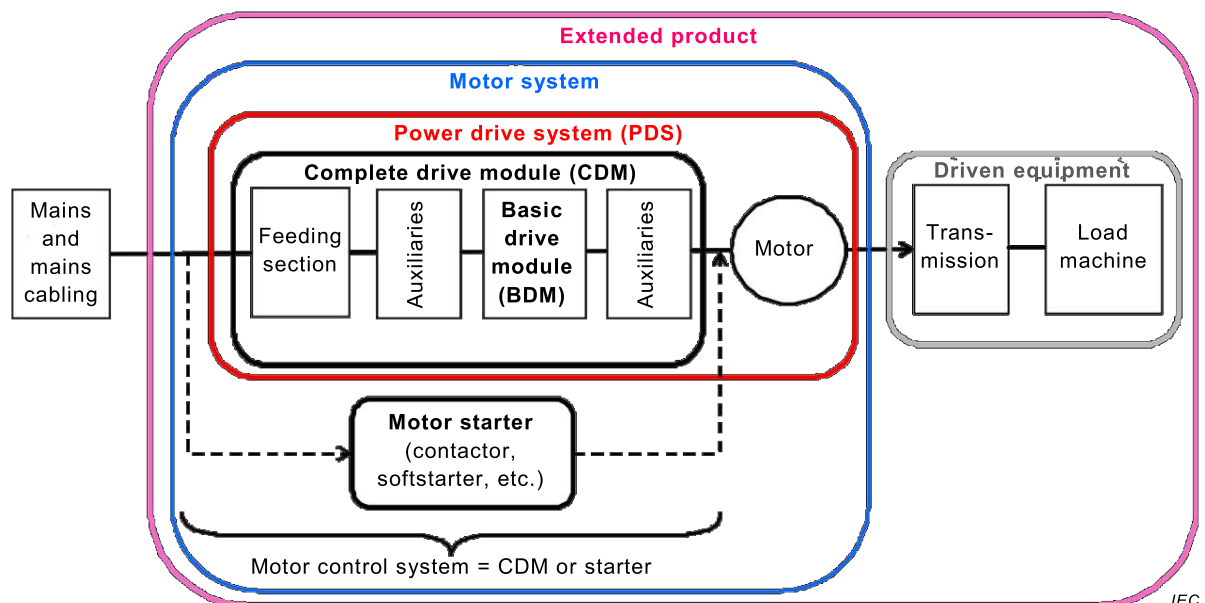 Extended product
Motor system
Power drive system (PDS)
Complete drive module (CDM)
Driven equipment
Mains
and
mains
cabling
Feeding
section
Auxiliaries
Basic
drive
module
(BDM)
Auxiliaries
Motor
Trans-
mission
Load
machine
Motor starter
(contactor,
softstarter, etc.)
Motor control system = CDM or starter
IEC